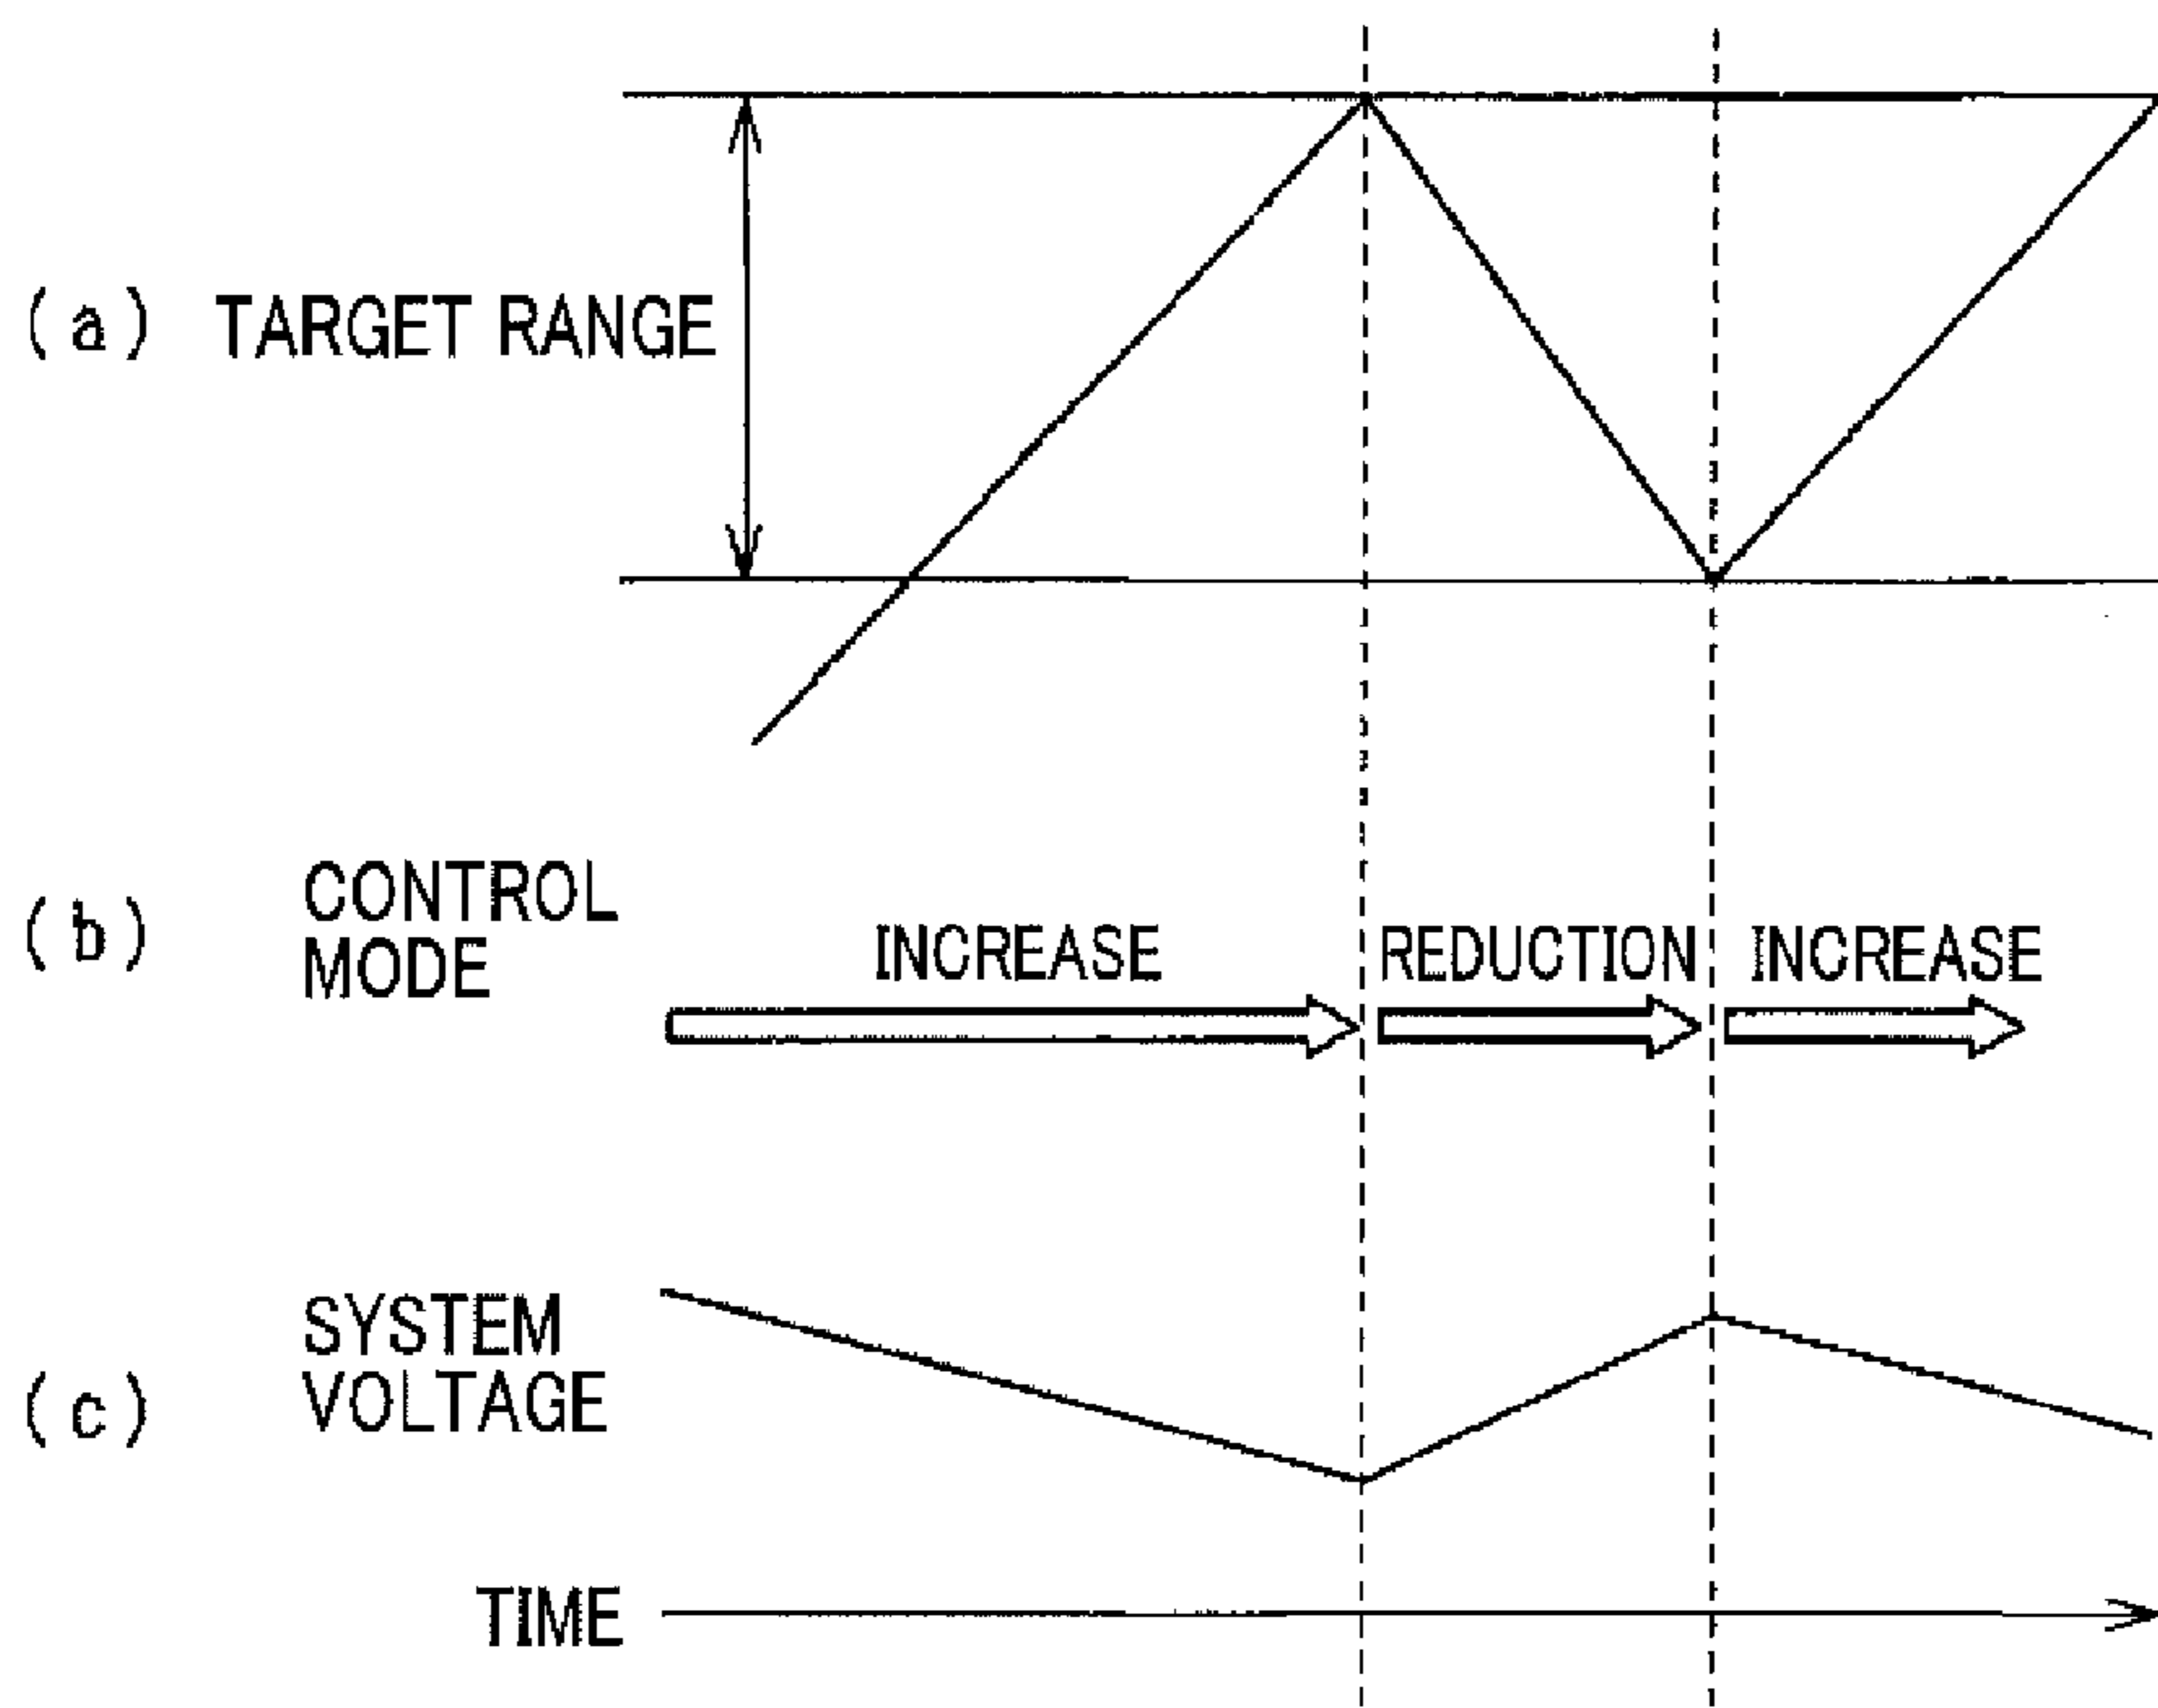 (a) TARGET RANGE
(b) CONTROL
MODE
INCREASE REDUCTION INCREASE
(c) SYSTEM
VOLTAGE
TIME